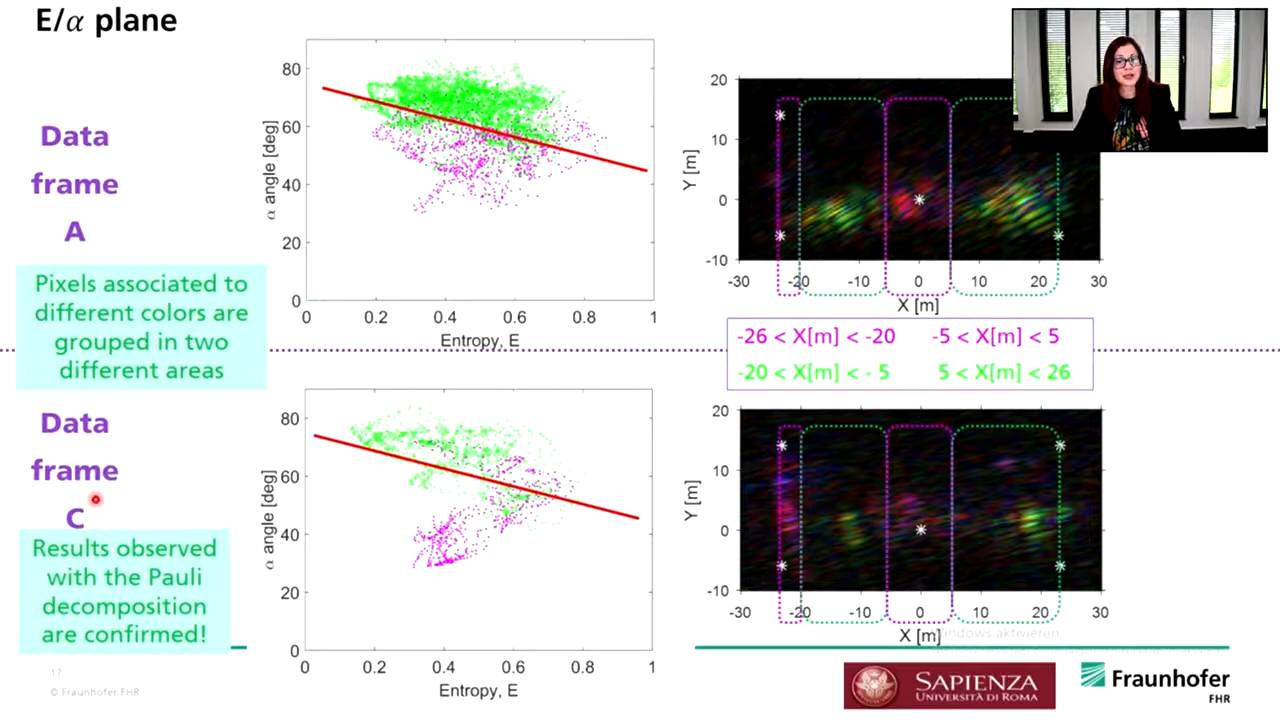 E/α plane
Data
frame
A
Pixels associated to
different colors are
grouped in two
different areas
Data
frame
C
Results observed
with the Pauli
decomposition
are confirmed!
α angle [deg]
80
60
40
20
0
0 0.2 0.4 0.6 0.8 1
Entropy, E
α angle [deg]
80
60
40
20
0
0 0.2 0.4 0.6 0.8 1
Entropy, E
Y [m]
20
10
0
-10
-30 -20 -10 0 10 20 30
X [m]
-26 < X[m] < -20 -5 < X[m] < 5
-20 < X[m] < - 5 5 < X[m] < 26
Y [m]
20
10
0
-10
-30 -20 -10 0 10 20 30
X [m]
Windows aktivieren
17
© Fraunhofer FHR
SAPIENZA
UNIVERSITÀ DI ROMA
Fraunhofer
FHR